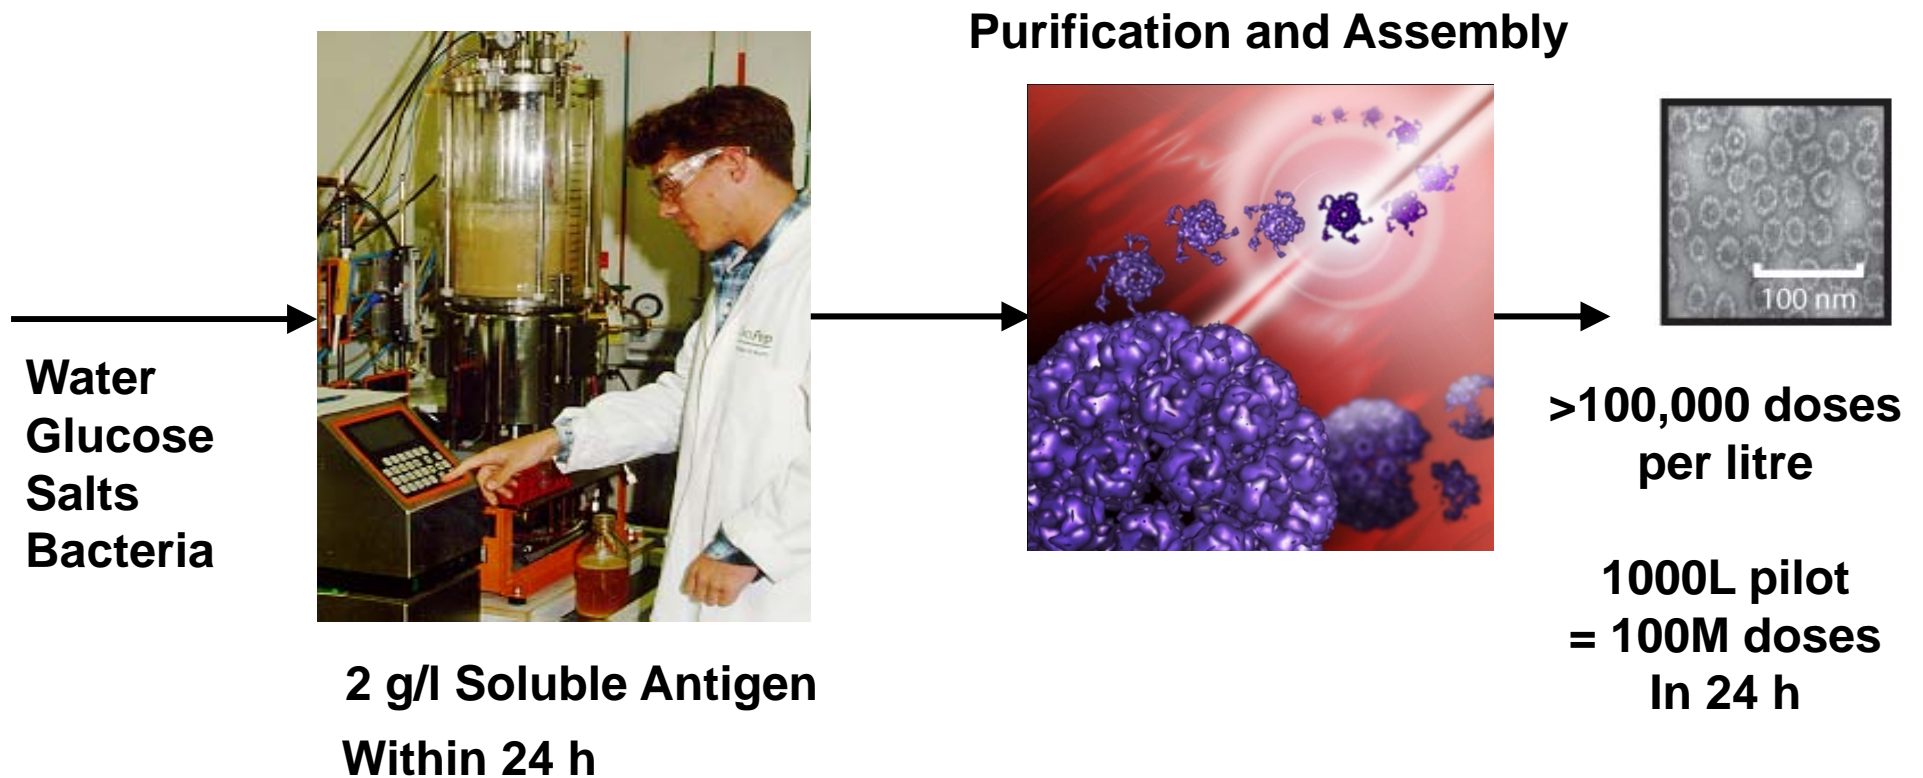 Purification and Assembly
Water
Glucose
Salts
Bacteria
2 g/l Soluble Antigen
Within 24 h
100 nm
>100,000 doses
per litre
1000L pilot
= 100M doses
In 24 h